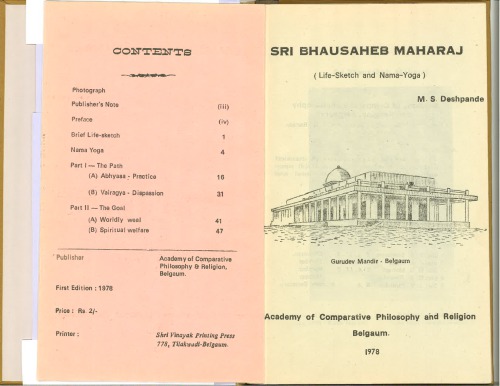 CONTENTS
Photograph
Publisher's Note (iii)
Preface (iv)
Brief Life-sketch 1
Nama Yoga 4
Part I — The Path
(A) Abhyasa - Practice 16
(B) Vairagya - Dispassion 31
Part II — The Goal
(A) Worldly weal 41
(B) Spiritual welfare 47
Publisher Academy of Comparative
Philosophy & Religion,
Belgaum.
First Edition : 1978
Price : Rs. 2/-
Printer : Shri Vinayak Printing Press
778, Tilakwadi-Belgaum.
SRI BHAUSAHEB MAHARAJ
( Life-Sketch and Nama-Yoga )
M. S. Deshpande
Gurudev Mandir - Belgaum
Academy of Comparative Philosophy and Religion
Belgaum.
1978